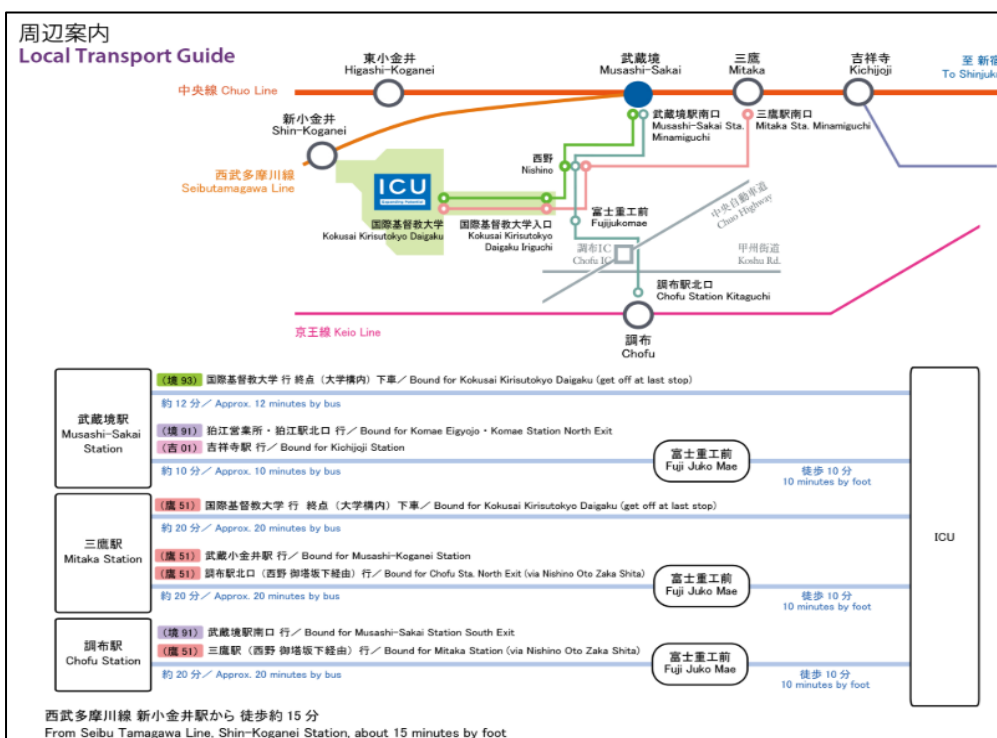 周辺案内
Local Transport Guide
東小金井
Higashi-Koganei
武蔵境
Musashi-Sakai
三鷹
Mitaka
吉祥寺
Kichijoji
至 新宿
To Shinjuku
中央線 Chuo Line
新小金井
Shin-Koganei
武蔵境駅南口
Musashi-Sakai Sta.
Minamiguchi
三鷹駅南口
Mitaka Sta. Minamiguchi
西野
Nishino
西武多摩川線
Seibutamagawa Line
ICU
国際基督教大学
Kokusai Kirisutokyo Daigaku
国際基督教大学入口
Kokusai Kirisutokyo
Daigaku Iriguchi
富士重工前
Fujijukomae
中央自動車道
Chuo Highway
調布IC
Chofu IC
甲州街道
Koshu Rd.
調布駅北口
Chofu Station Kitaguchi
京王線 Keio Line
調布
Chofu
武蔵境駅
Musashi-Sakai
Station
(境 93) 国際基督教大学 行 終点（大学構内）下車／ Bound for Kokusai Kirisutokyo Daigaku (get off at last stop)
約 12 分／ Approx. 12 minutes by bus
(境 91) 狛江営業所・狛江駅北口 行／ Bound for Komae Eigyojo・Komae Station North Exit
(吉 01) 吉祥寺駅 行／ Bound for Kichijoji Station
約 10 分／ Approx. 10 minutes by bus
富士重工前
Fuji Juko Mae
徒歩 10 分
10 minutes by foot
三鷹駅
Mitaka Station
(鷹 51) 国際基督教大学 行 終点（大学構内）下車／ Bound for Kokusai Kirisutokyo Daigaku (get off at last stop)
約 20 分／ Approx. 20 minutes by bus
(鷹 51) 武蔵小金井駅 行／ Bound for Musashi-Koganei Station
(鷹 51) 調布駅北口（西野 御塔坂下経由）行／ Bound for Chofu Sta. North Exit (via Nishino Oto Zaka Shita)
約 20 分／ Approx. 20 minutes by bus
富士重工前
Fuji Juko Mae
徒歩 10 分
10 minutes by foot
ICU
調布駅
Chofu Station
(境 91) 武蔵境駅南口 行／ Bound for Musashi-Sakai Station South Exit
(鷹 51) 三鷹駅（西野 御塔坂下経由）行／ Bound for Mitaka Station (via Nishino Oto Zaka Shita)
約 20 分／ Approx. 20 minutes by bus
富士重工前
Fuji Juko Mae
徒歩 10 分
10 minutes by foot
西武多摩川線 新小金井駅から 徒歩約 15 分
From Seibu Tamagawa Line, Shin-Koganei Station, about 15 minutes by foot